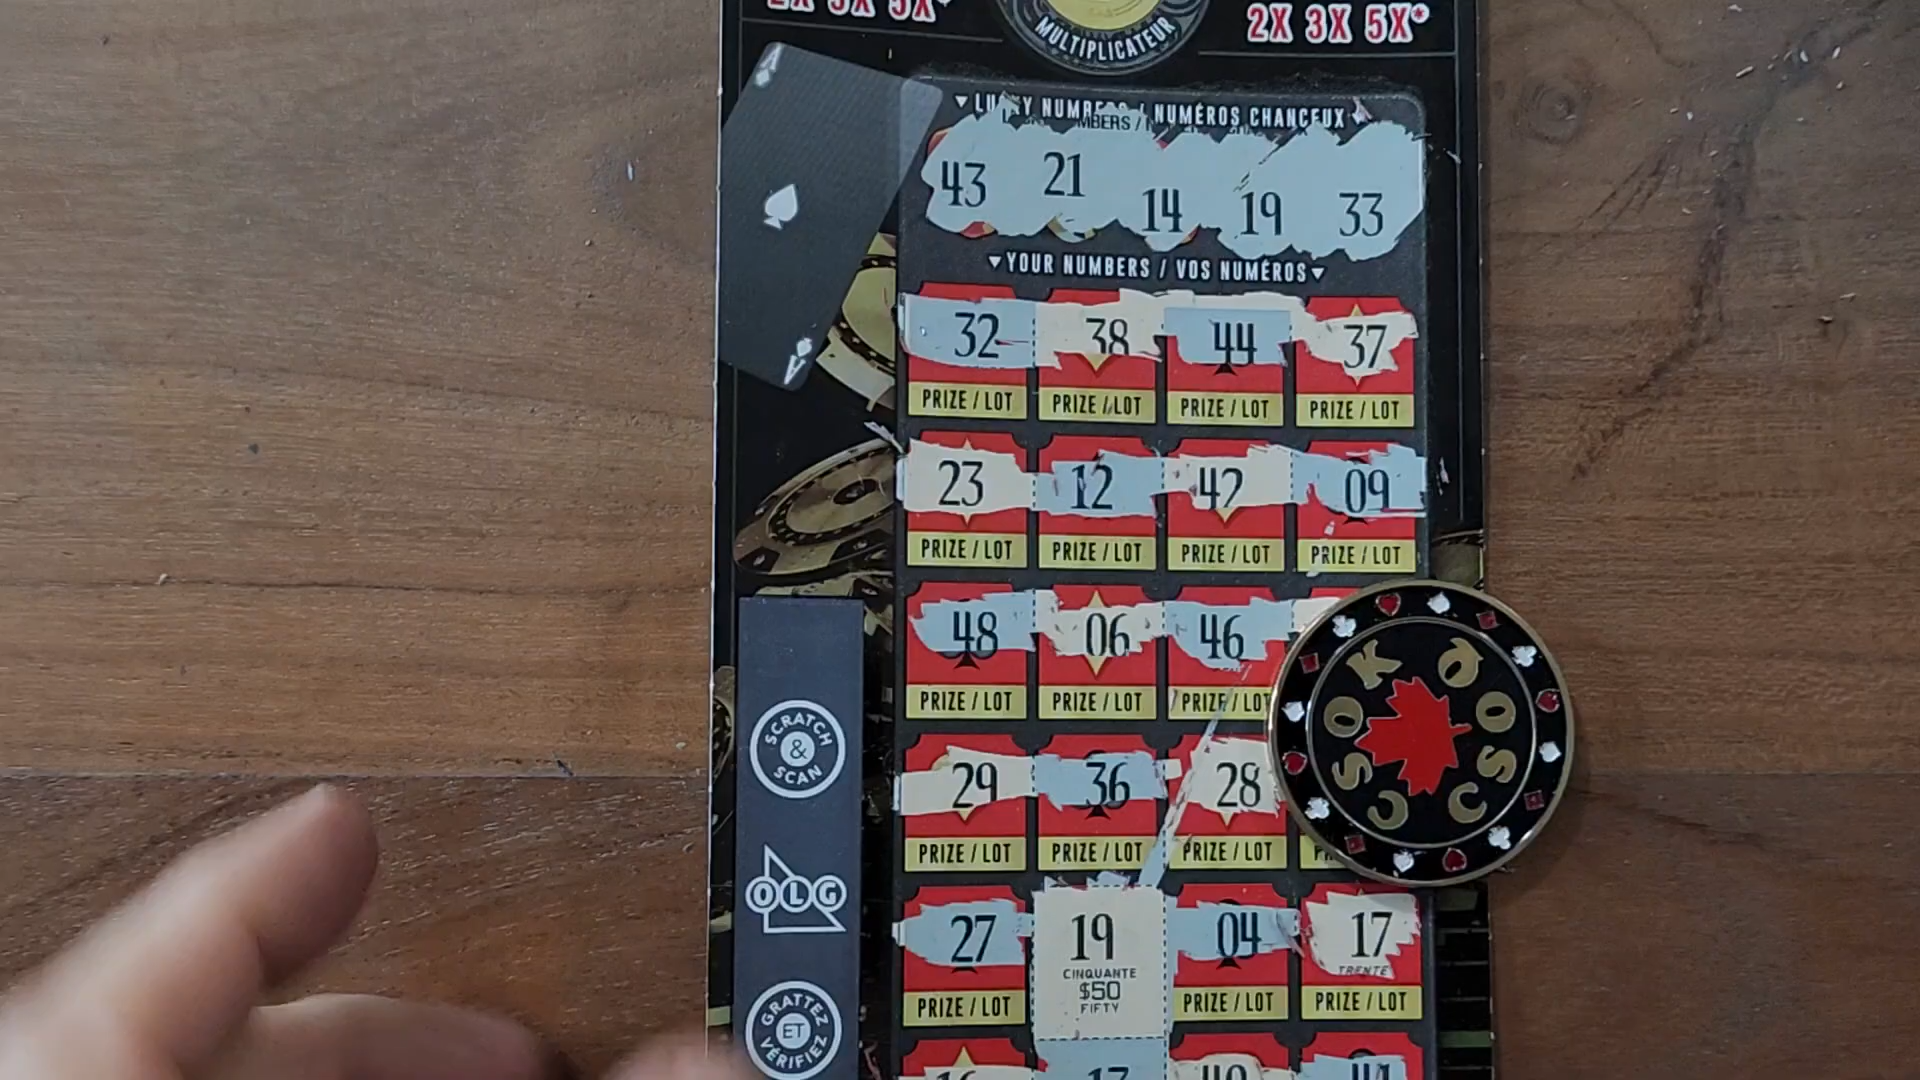 2X 3X 5X*
MULTIPLICATEUR
2X 3X 5X*
A
A
▼ LUCKY NUMBERS / NUMÉROS CHANCEUX ▼
43 21 14 19 33
▼YOUR NUMBERS / VOS NUMÉROS▼
32 38 44 37
PRIZE / LOT PRIZE / LOT PRIZE / LOT PRIZE / LOT
23 12 42 09
PRIZE / LOT PRIZE / LOT PRIZE / LOT PRIZE / LOT
48 06 46
PRIZE / LOT PRIZE / LOT PRIZE / LOT
29 36 28
PRIZE / LOT PRIZE / LOT PRIZE / LOT
27 19 04 17
CINQUANTE TRENTE
$50
FIFTY
PRIZE / LOT PRIZE / LOT PRIZE / LOT
SCRATCH
&
SCAN
OLG
GRATTEZ
ET
VÉRIFIEZ